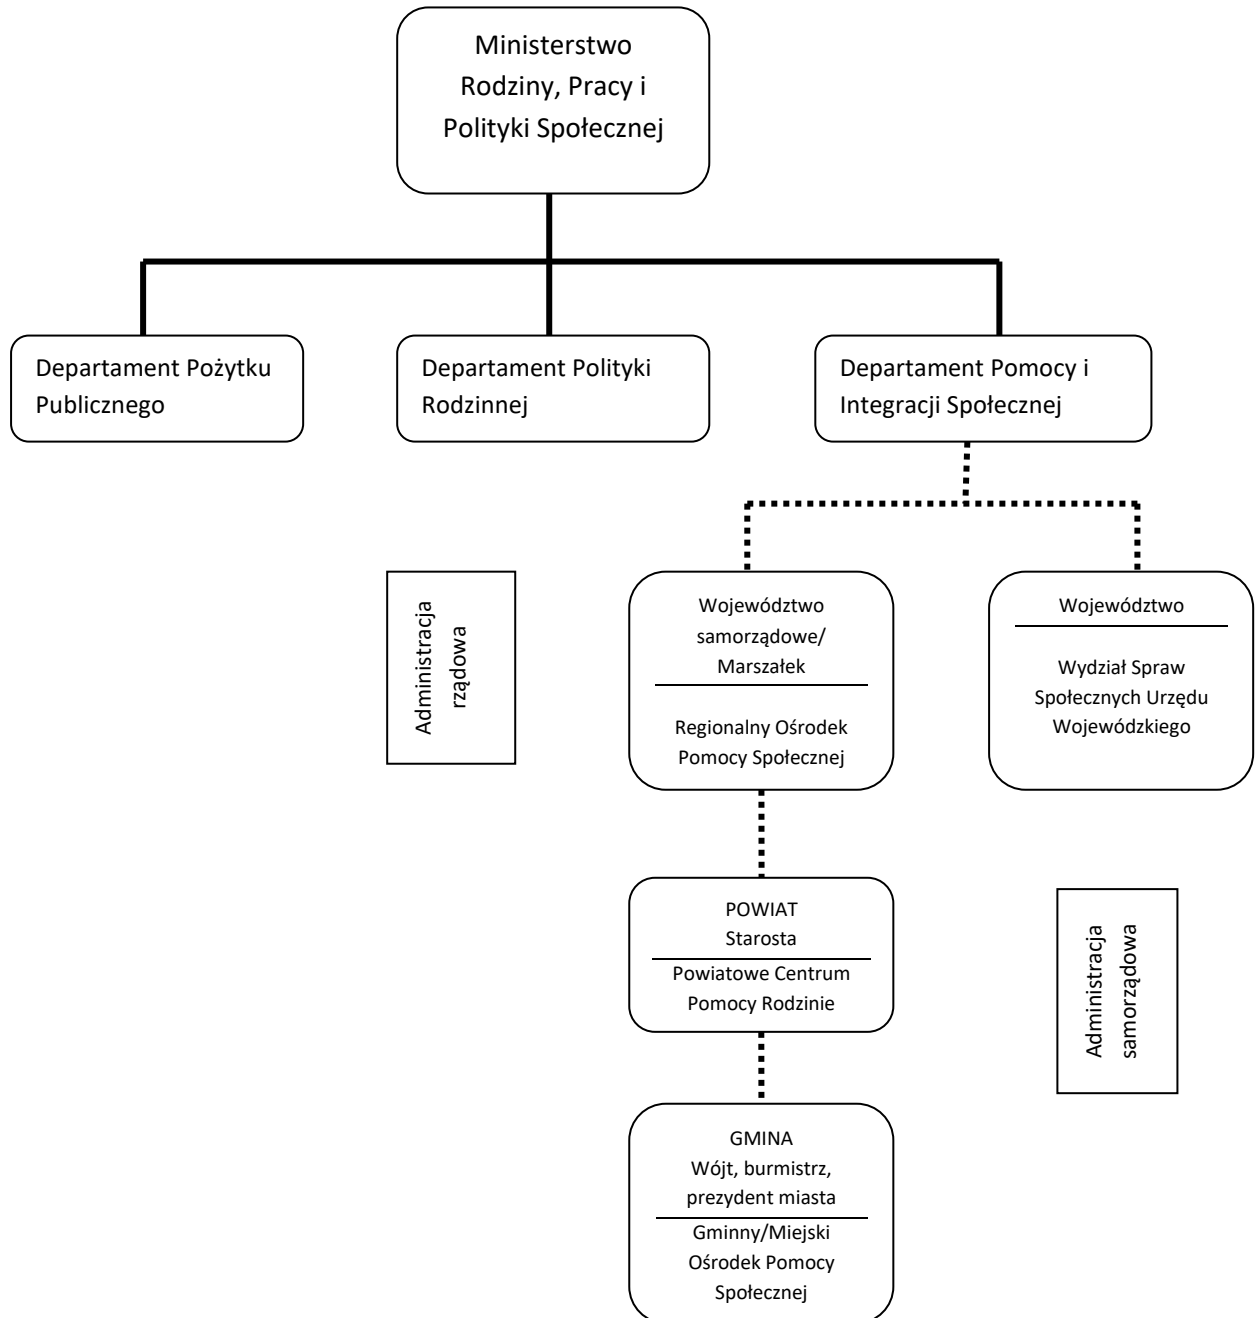 Ministerstwo
Rodziny, Pracy i
Polityki Społecznej
Departament Pożytku
Publicznego
Departament Polityki
Rodzinnej
Departament Pomocy i
Integracji Społecznej
Administracja
rządowa
Województwo
samorządowe/
Marszałek
Regionalny Ośrodek
Pomocy Społecznej
Województwo
Wydział Spraw
Społecznych Urzędu
Wojewódzkiego
POWIAT
Starosta
Powiatowe Centrum
Pomocy Rodzinie
Administracja
samorządowa
GMINA
Wójt, burmistrz,
prezydent miasta
Gminny/Miejski
Ośrodek Pomocy
Społecznej